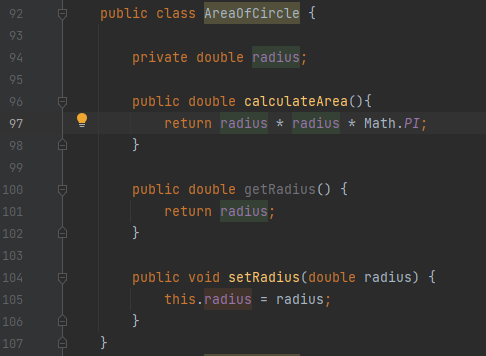 92 public class AreaOfCircle {
93
94     private double radius;
95
96     public double calculateArea(){
97         return radius * radius * Math.PI;
98     }
99
100     public double getRadius() {
101         return radius;
102     }
103
104     public void setRadius(double radius) {
105         this.radius = radius;
106     }
107 }